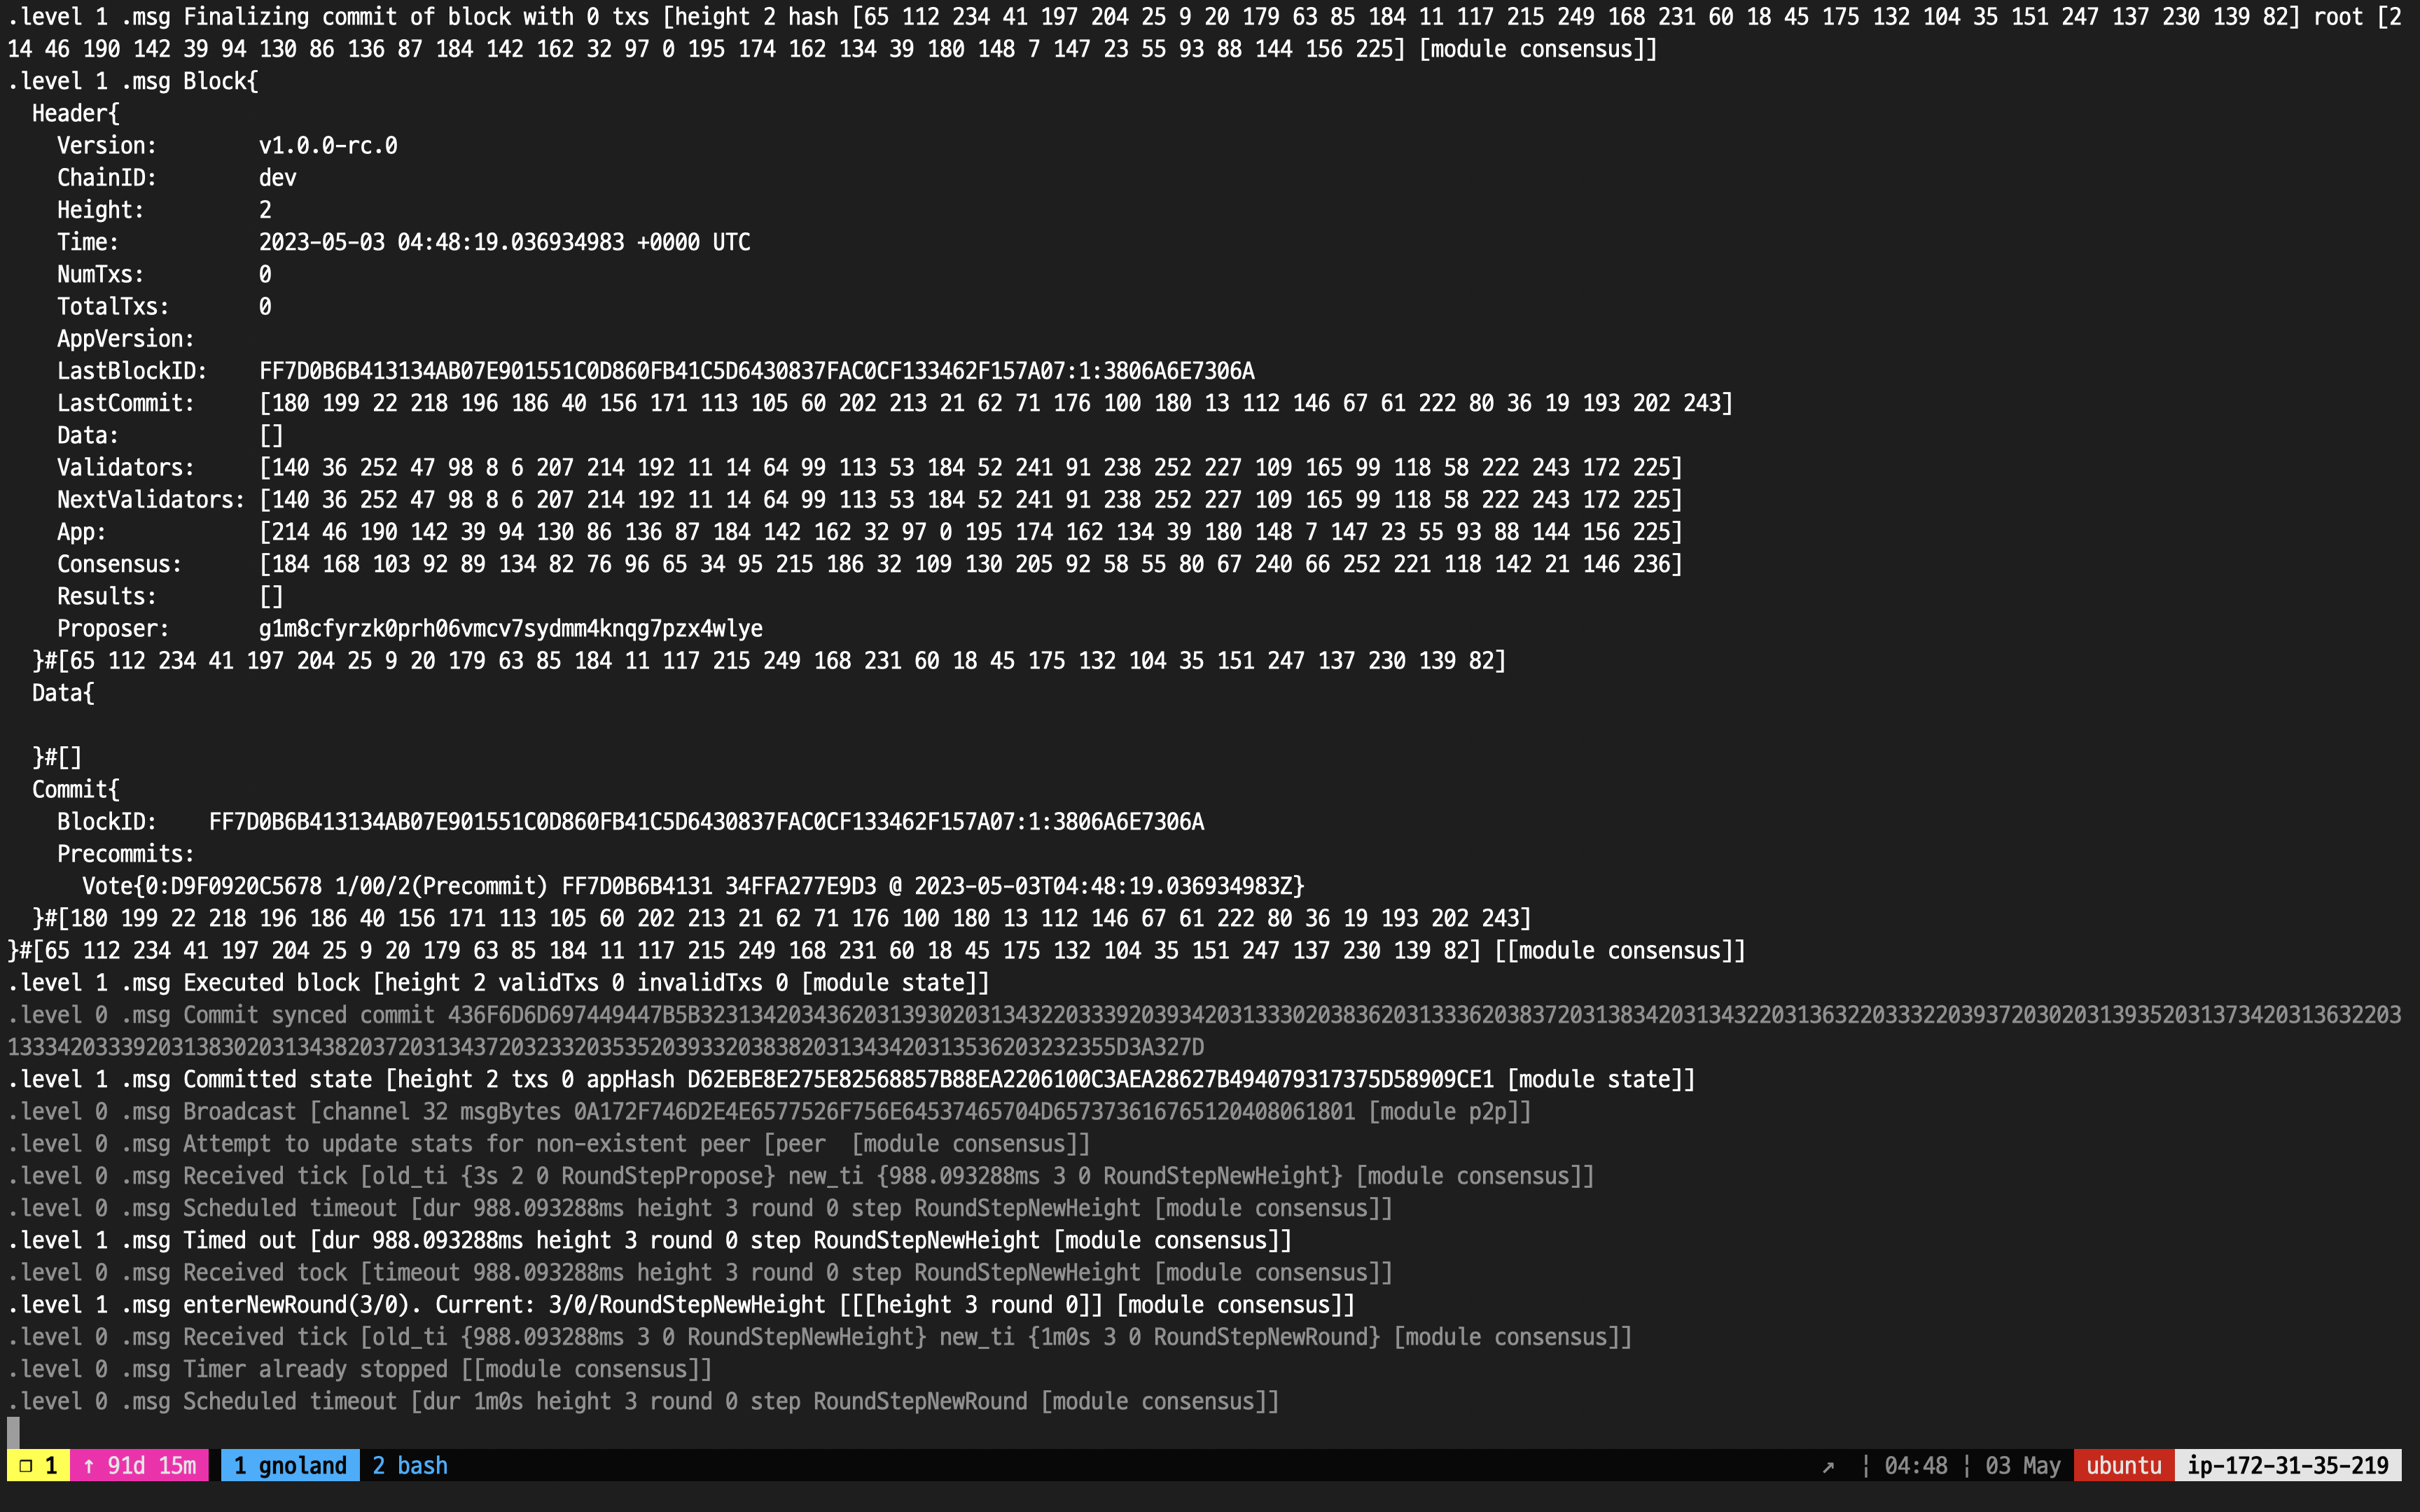 .level 1 .msg Finalizing commit of block with 0 txs [height 2 hash [65 112 234 41 197 204 25 9 20 179 63 85 184 11 117 215 249 168 231 60 18 45 175 132 104 35 151 247 137 230 139 82] root [2
14 46 190 142 39 94 130 86 136 87 184 142 162 32 97 0 195 174 162 134 39 180 148 7 147 23 55 93 88 144 156 225] [module consensus]]
.level 1 .msg Block{
  Header{
    Version:        v1.0.0-rc.0
    ChainID:        dev
    Height:         2
    Time:           2023-05-03 04:48:19.036934983 +0000 UTC
    NumTxs:         0
    TotalTxs:       0
    AppVersion:
    LastBlockID:    FF7D0B6B413134AB07E901551C0D860FB41C5D6430837FAC0CF133462F157A07:1:3806A6E7306A
    LastCommit:     [180 199 22 218 196 186 40 156 171 113 105 60 202 213 21 62 71 176 100 180 13 112 146 67 61 222 80 36 19 193 202 243]
    Data:           []
    Validators:     [140 36 252 47 98 8 6 207 214 192 11 14 64 99 113 53 184 52 241 91 238 252 227 109 165 99 118 58 222 243 172 225]
    NextValidators: [140 36 252 47 98 8 6 207 214 192 11 14 64 99 113 53 184 52 241 91 238 252 227 109 165 99 118 58 222 243 172 225]
    App:            [214 46 190 142 39 94 130 86 136 87 184 142 162 32 97 0 195 174 162 134 39 180 148 7 147 23 55 93 88 144 156 225]
    Consensus:      [184 168 103 92 89 134 82 76 96 65 34 95 215 186 32 109 130 205 92 58 55 80 67 240 66 252 221 118 142 21 146 236]
    Results:        []
    Proposer:       g1m8cfyrzk0prh06vmcv7sydmm4knqg7pzx4wlye
  }#[65 112 234 41 197 204 25 9 20 179 63 85 184 11 117 215 249 168 231 60 18 45 175 132 104 35 151 247 137 230 139 82]
  Data{
  }#[]
  Commit{
    BlockID:    FF7D0B6B413134AB07E901551C0D860FB41C5D6430837FAC0CF133462F157A07:1:3806A6E7306A
    Precommits:
      Vote{0:D9F0920C5678 1/00/2(Precommit) FF7D0B6B4131 34FFA277E9D3 @ 2023-05-03T04:48:19.036934983Z}
  }#[180 199 22 218 196 186 40 156 171 113 105 60 202 213 21 62 71 176 100 180 13 112 146 67 61 222 80 36 19 193 202 243]
}#[65 112 234 41 197 204 25 9 20 179 63 85 184 11 117 215 249 168 231 60 18 45 175 132 104 35 151 247 137 230 139 82] [[module consensus]]
.level 1 .msg Executed block [height 2 validTxs 0 invalidTxs 0 [module state]]
.level 0 .msg Commit synced commit 436F6D6D697449447B5B323134203436203139302031343220333920393420313330203836203133362038372031383420313432203136322033322039372030203139352031373420313632203
1333420333920313830203134382037203134372032332035352039332038382031343420313536203232355D3A327D
.level 1 .msg Committed state [height 2 txs 0 appHash D62EBE8E275E82568857B88EA2206100C3AEA28627B494079317375D58909CE1 [module state]]
.level 0 .msg Broadcast [channel 32 msgBytes 0A172F746D2E4E6577526F756E64537465704D6573736167651204080­61801 [module p2p]]
.level 0 .msg Attempt to update stats for non-existent peer [peer  [module consensus]]
.level 0 .msg Received tick [old_ti {3s 2 0 RoundStepPropose} new_ti {988.093288ms 3 0 RoundStepNewHeight} [module consensus]]
.level 0 .msg Scheduled timeout [dur 988.093288ms height 3 round 0 step RoundStepNewHeight [module consensus]]
.level 1 .msg Timed out [dur 988.093288ms height 3 round 0 step RoundStepNewHeight [module consensus]]
.level 0 .msg Received tock [timeout 988.093288ms height 3 round 0 step RoundStepNewHeight [module consensus]]
.level 1 .msg enterNewRound(3/0). Current: 3/0/RoundStepNewHeight [[[height 3 round 0]] [module consensus]]
.level 0 .msg Received tick [old_ti {988.093288ms 3 0 RoundStepNewHeight} new_ti {1m0s 3 0 RoundStepNewRound} [module consensus]]
.level 0 .msg Timer already stopped [[module consensus]]
.level 0 .msg Scheduled timeout [dur 1m0s height 3 round 0 step RoundStepNewRound [module consensus]]
❐ 1  ↑ 91d 15m  1 gnoland  2 bash  ↗ ¦ 04:48 ¦ 03 May  ubuntu  ip-172-31-35-219